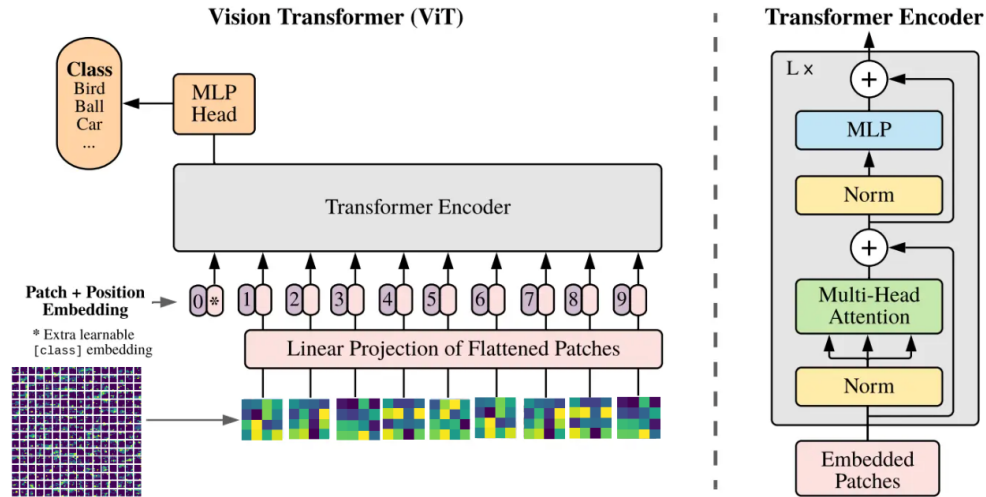 Vision Transformer (ViT)
Class
Bird
Ball
Car
...
MLP
Head
Transformer Encoder
Patch + Position
Embedding
* Extra learnable
[class] embedding
0 * 1 2 3 4 5 6 7 8 9
Linear Projection of Flattened Patches
Transformer Encoder
L ×
+
MLP
Norm
+
Multi-Head
Attention
Norm
Embedded
Patches